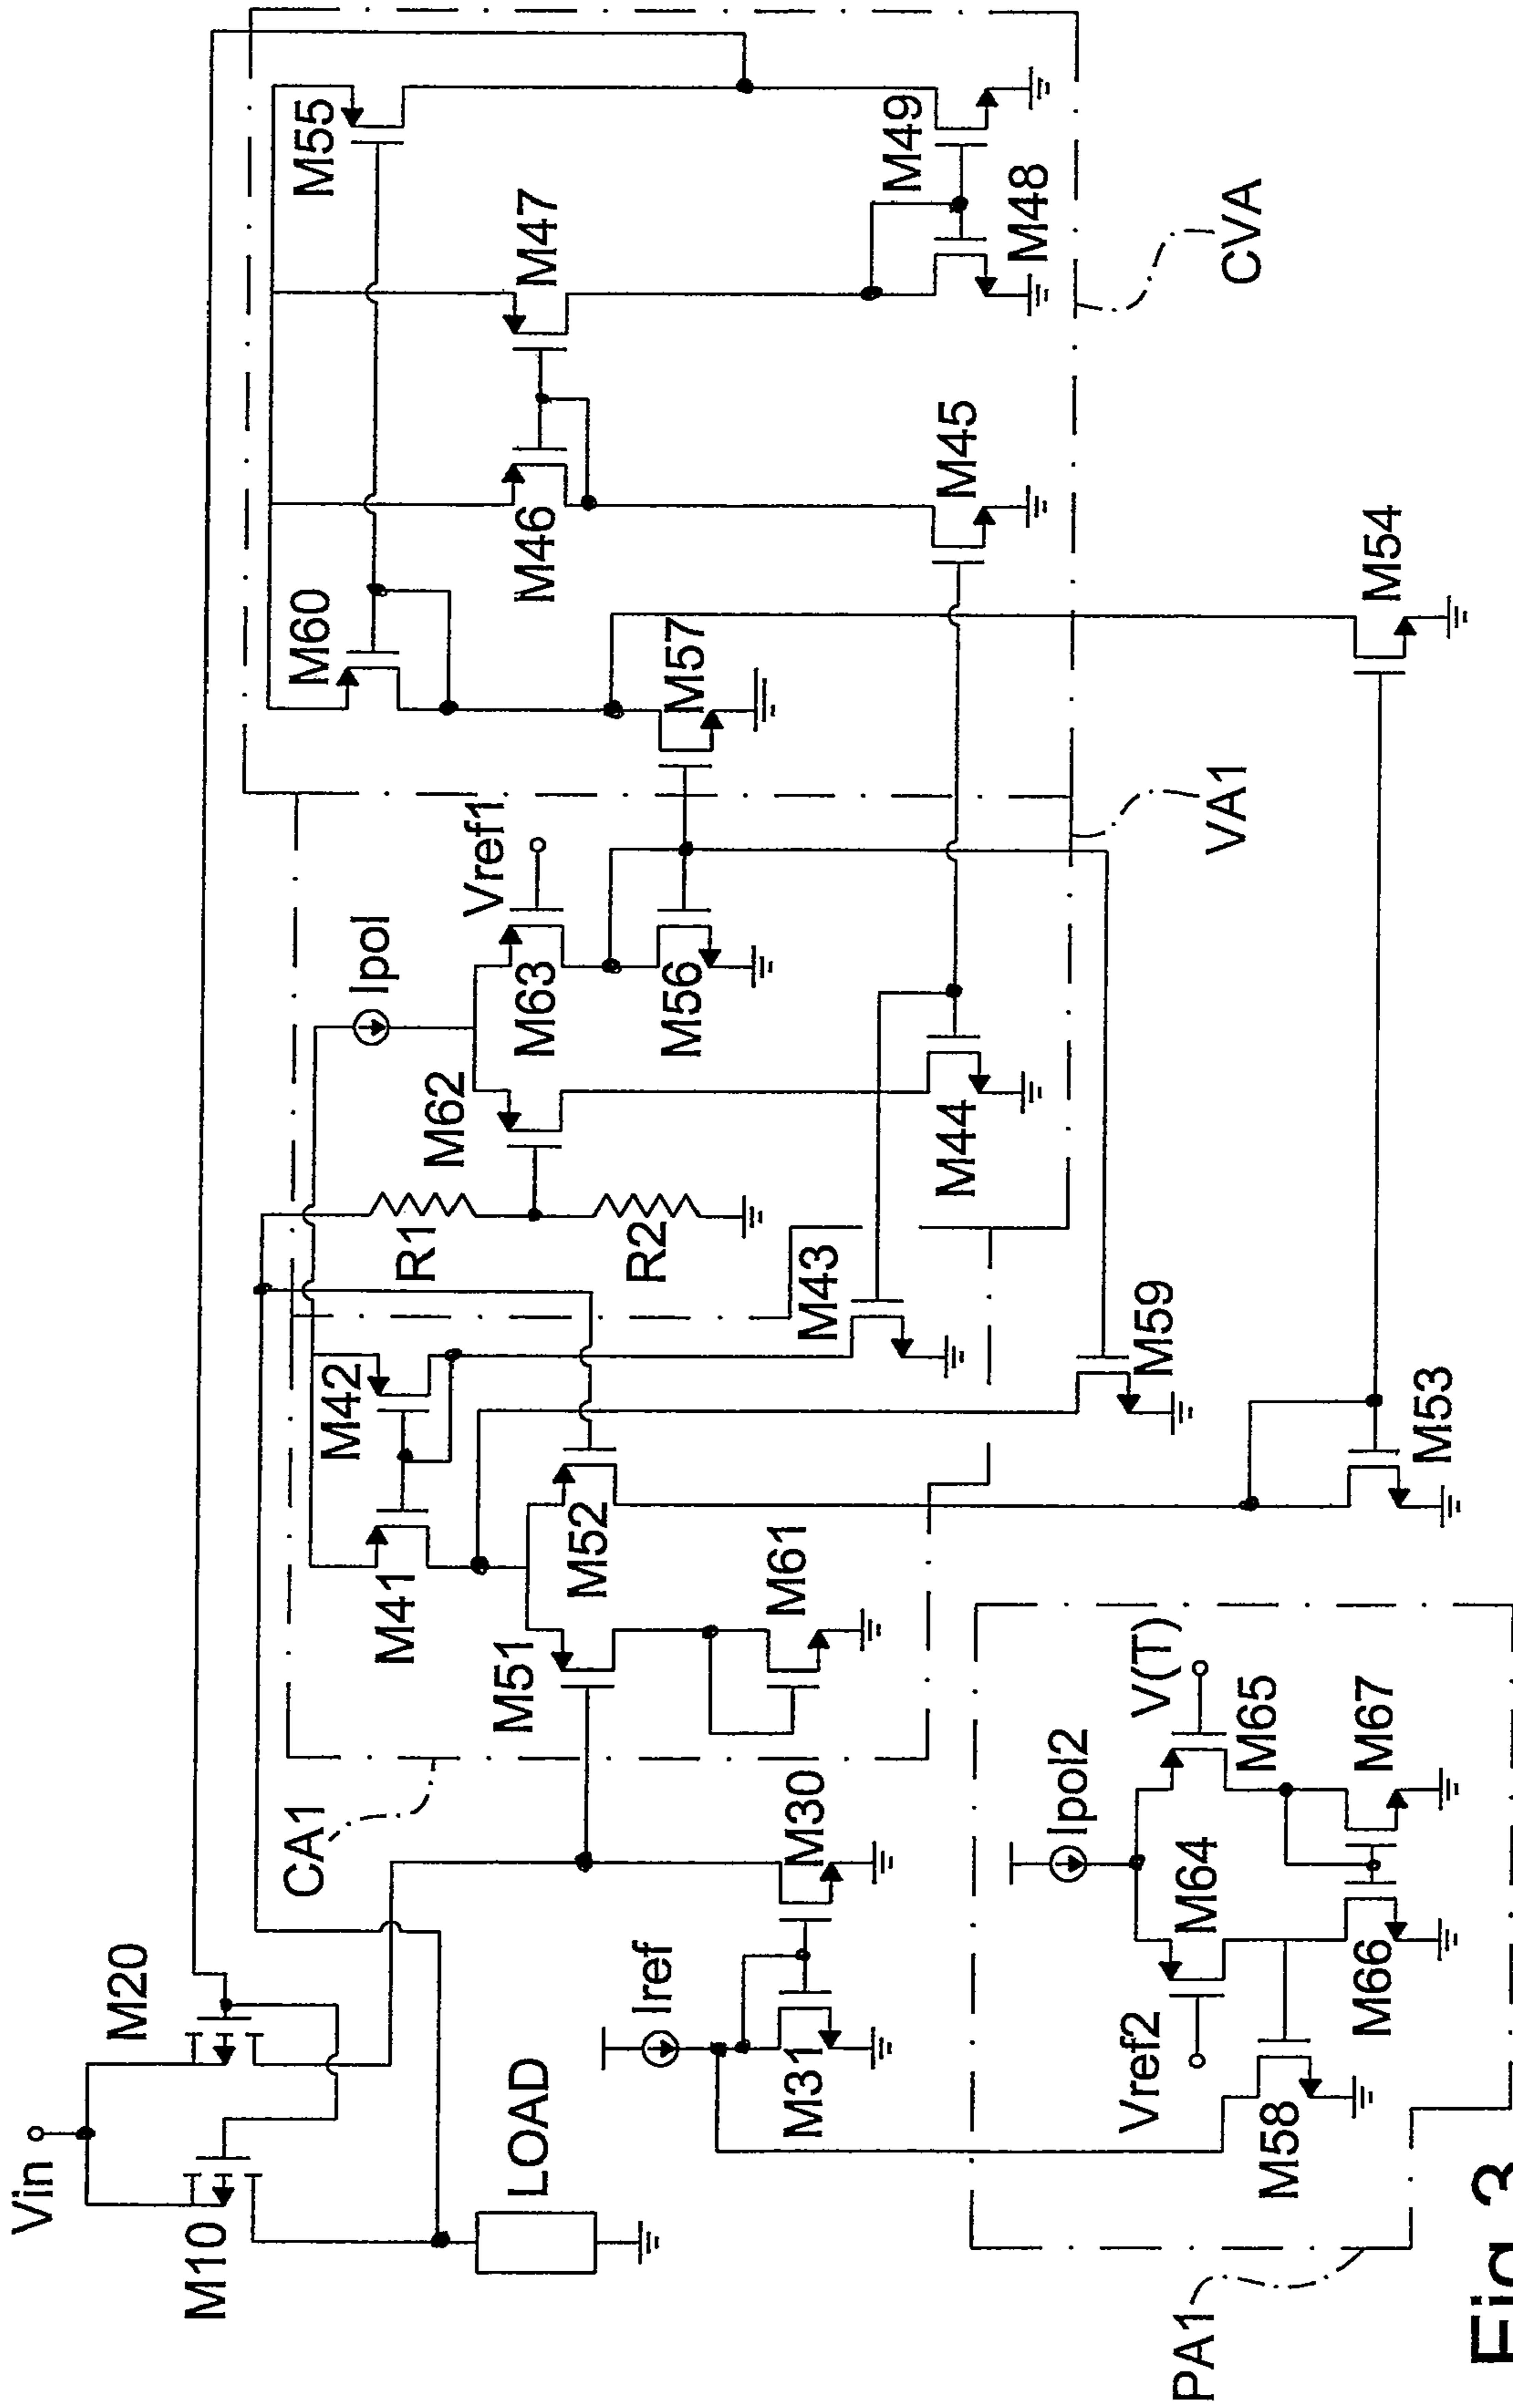 Vin
M10
M20
LOAD
Iref
M31
M30
CA1
M51
M41
M42
M52
M61
M43
M59
M53
R1
R2
M62
Ipol
M63
Vref1
M56
M44
VA1
M60
M57
M46
M47
M45
M55
M49
M48
CVA
M54
PA1
Vref2
M58
M64
Ipol2
V(T)
M65
M66
M67
Fig. 3